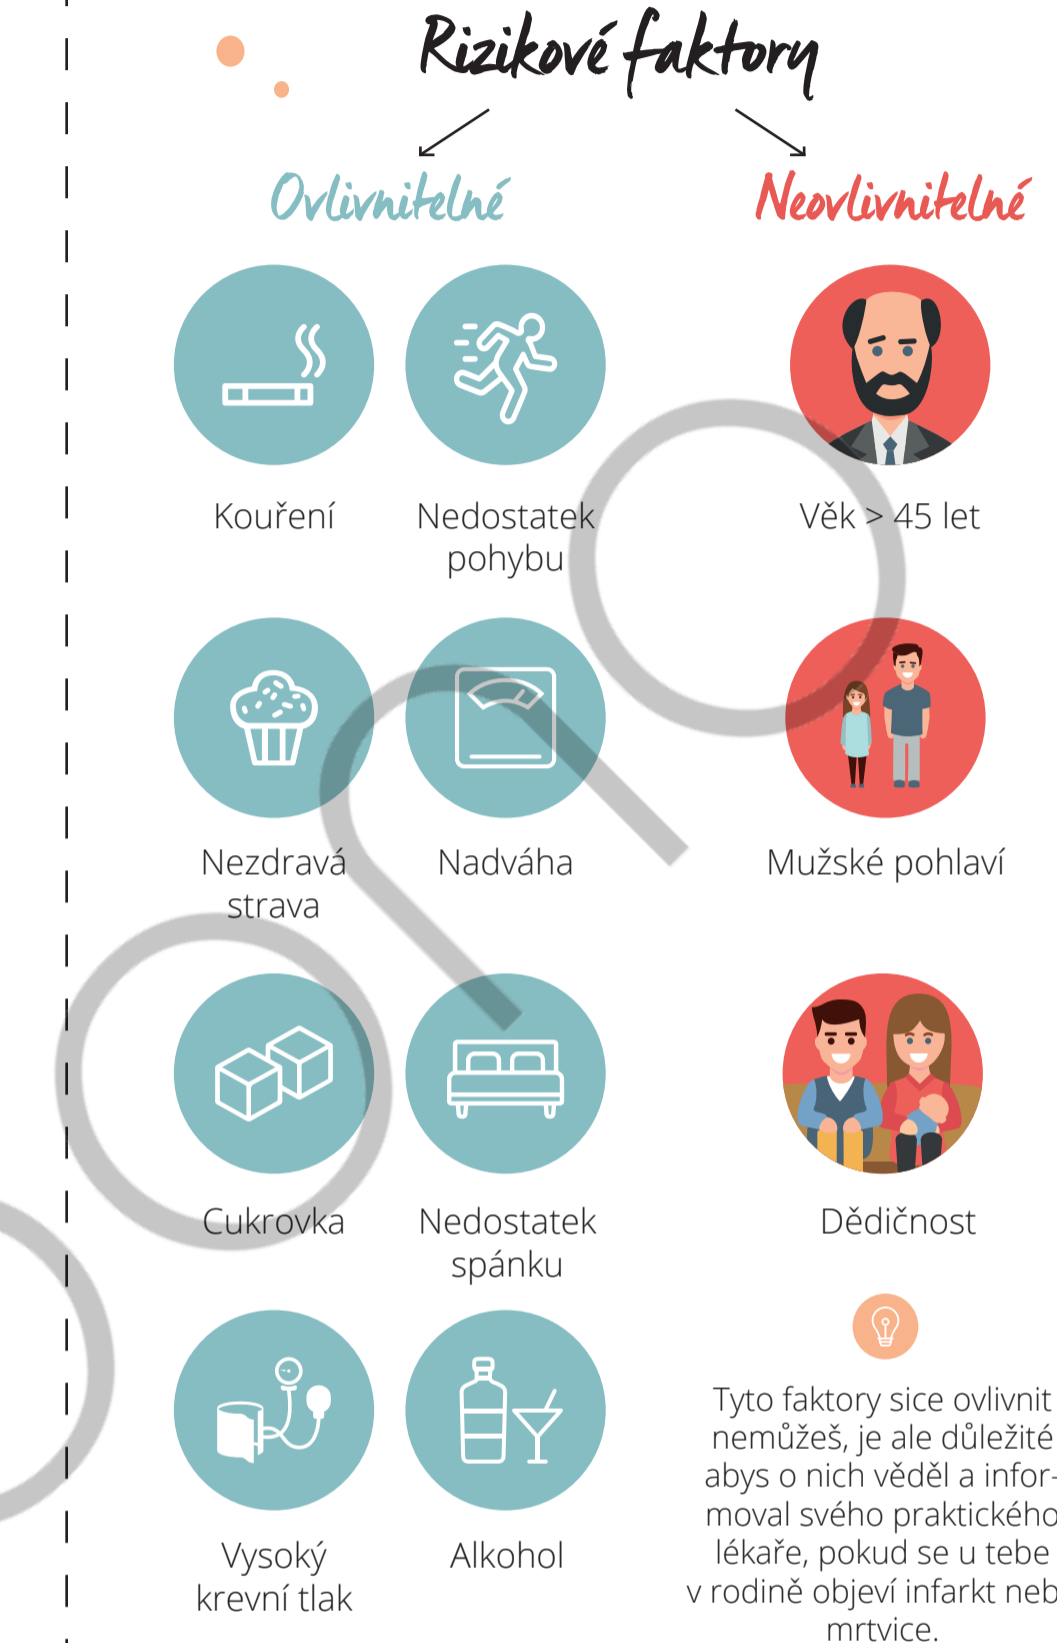 Rizikové faktory
Ovlivnitelné
Neovlivnitelné
Kouření
Nedostatek
pohybu
Věk > 45 let
Nezdravá
strava
Nadváha
Mužské pohlaví
Cukrovka
Nedostatek
spánku
Dědičnost
Vysoký
krevní tlak
Alkohol
Tyto faktory sice ovlivnit
nemůžeš, je ale důležité
abys o nich věděl a infor-
moval svého praktického
lékaře, pokud se u tebe
v rodině objeví infarkt neb
mrtvice.